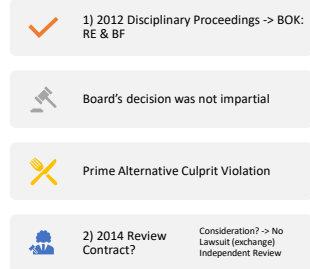 1) 2012 Disciplinary Proceedings -> BOK:
RE & BF
Board's decision was not impartial
Prime Alternative Culprit Violation
2) 2014 Review
Contract?
Consideration? -> No
Lawsuit (exchange)
Independent Review